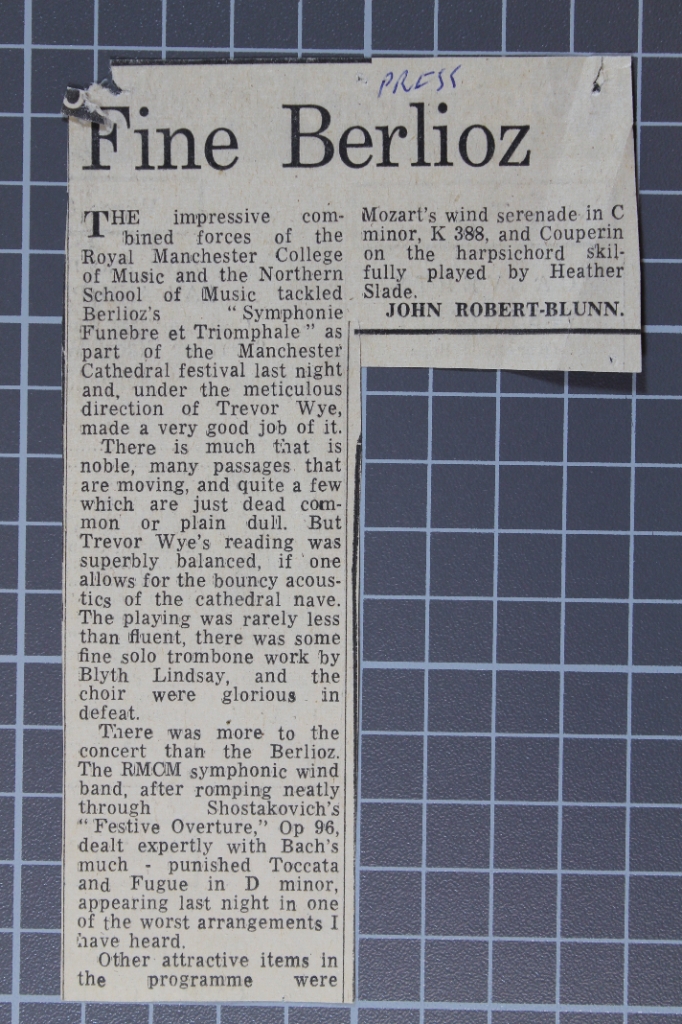 PRESS
Fine Berlioz
THE impressive com-
bined forces of the
Royal Manchester College
of Music and the Northern
School of Music tackled
Berlioz's "Symphonie
Funebre et Triomphale" as
part of the Manchester
Cathedral festival last night
and, under the meticulous
direction of Trevor Wye,
made a very good job of it.
There is much that is
noble, many passages that
are moving, and quite a few
which are just dead com-
mon or plain dull. But
Trevor Wye's reading was
superbly balanced, if one
allows for the bouncy acous-
tics of the cathedral nave.
The playing was rarely less
than fluent, there was some
fine solo trombone work by
Blyth Lindsay, and the
choir were glorious in
defeat.
There was more to the
concert than the Berlioz.
The RMCM symphonic wind
band, after romping neatly
through Shostakovich's
"Festive Overture," Op 96,
dealt expertly with Bach's
much - punished Toccata
and Fugue in D minor,
appearing last night in one
of the worst arrangements I
have heard.
Other attractive items in
the programme were
Mozart's wind serenade in C
minor, K 388, and Couperin
on the harpsichord skil-
fully played by Heather
Slade.
JOHN ROBERT-BLUNN.